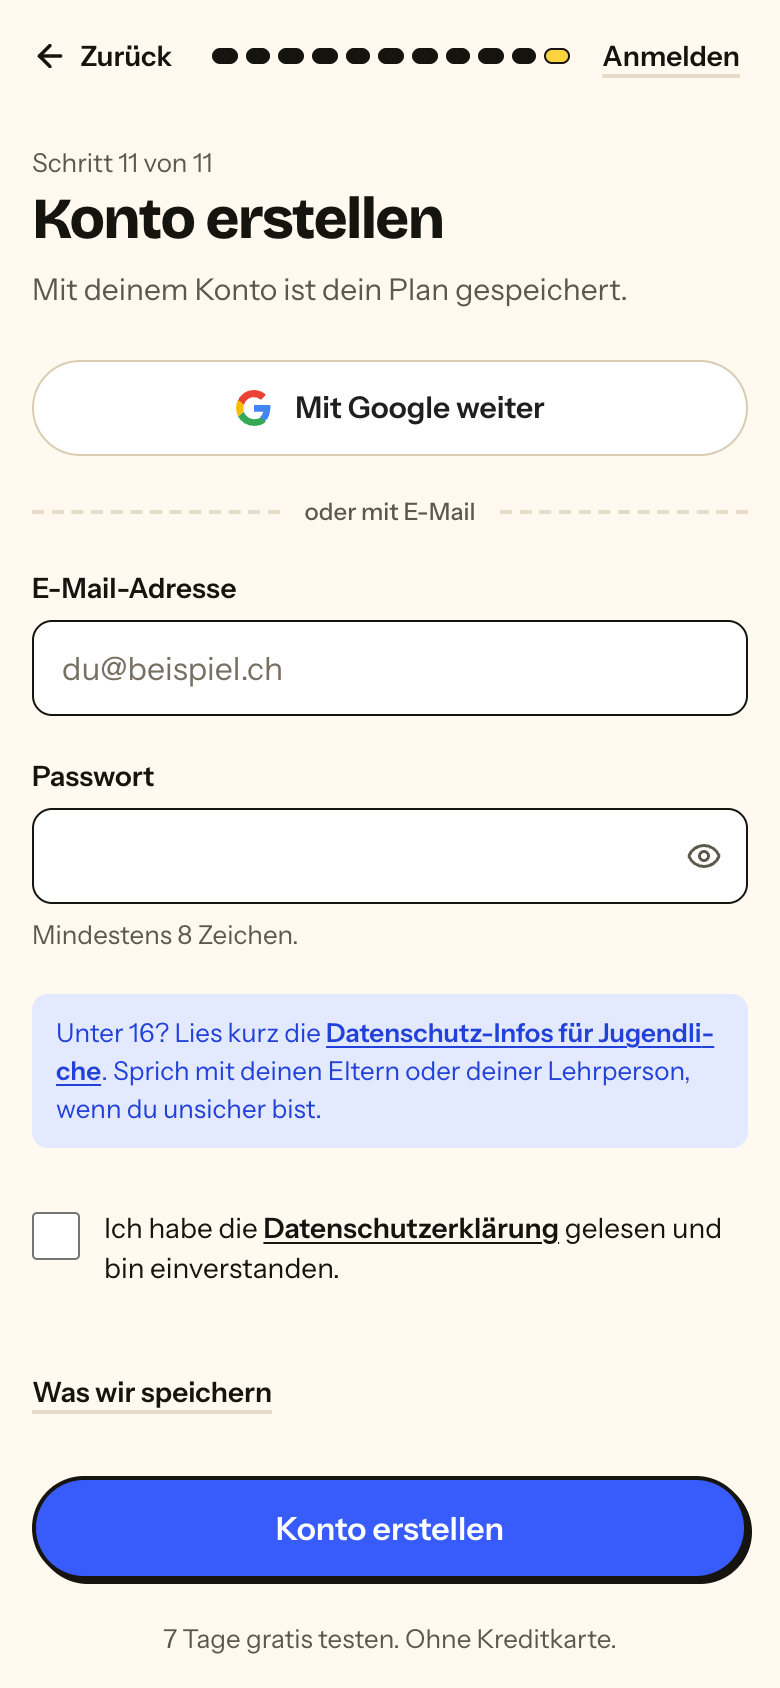 Zurück
Anmelden
Schritt 11 von 11
Konto erstellen
Mit deinem Konto ist dein Plan gespeichert.
Mit Google weiter
oder mit E-Mail
E-Mail-Adresse
du@beispiel.ch
Passwort
Mindestens 8 Zeichen.
Unter 16? Lies kurz die Datenschutz-Infos für Jugendli-
che. Sprich mit deinen Eltern oder deiner Lehrperson,
wenn du unsicher bist.
Ich habe die Datenschutzerklärung gelesen und
bin einverstanden.
Was wir speichern
Konto erstellen
7 Tage gratis testen. Ohne Kreditkarte.